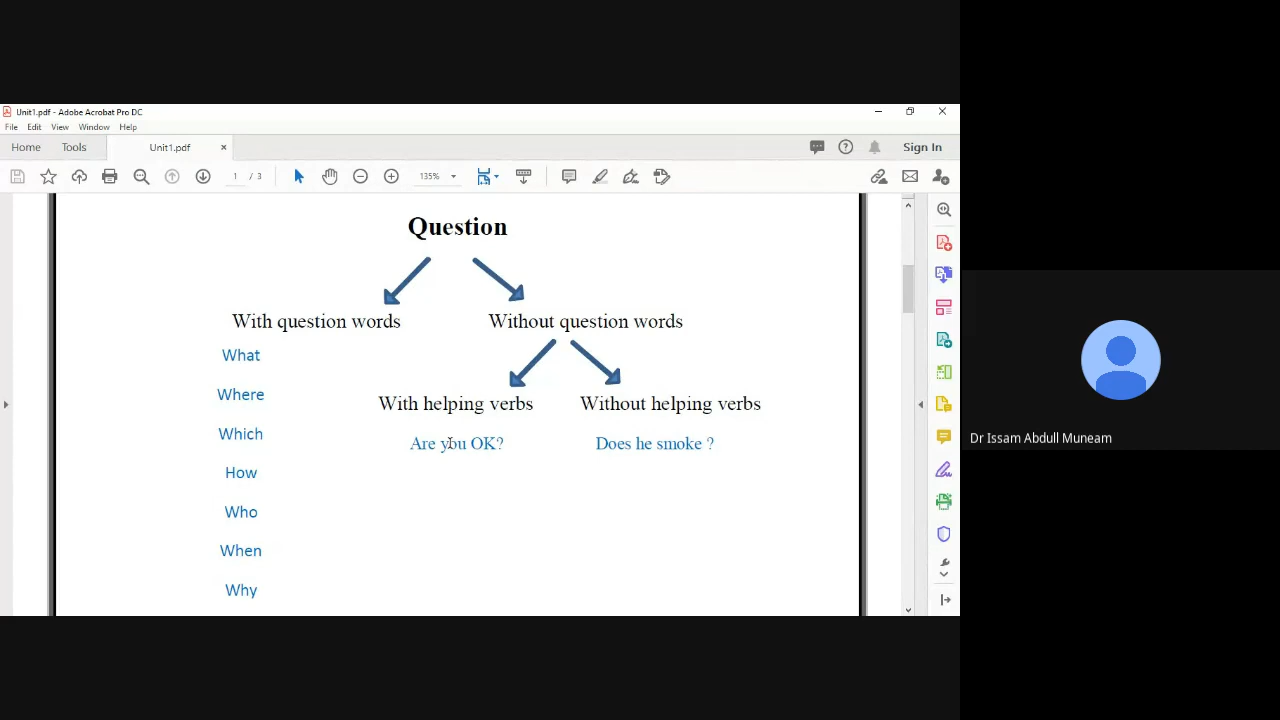 Unit1.pdf - Adobe Acrobat Pro DC
File Edit View Window Help
Home Tools Unit1.pdf × Sign In
1 / 3 135%
Question
With question words Without question words
What
Where
Which
How
Who
When
Why
With helping verbs Without helping verbs
Are you OK? Does he smoke ?
Dr Issam Abdull Muneam